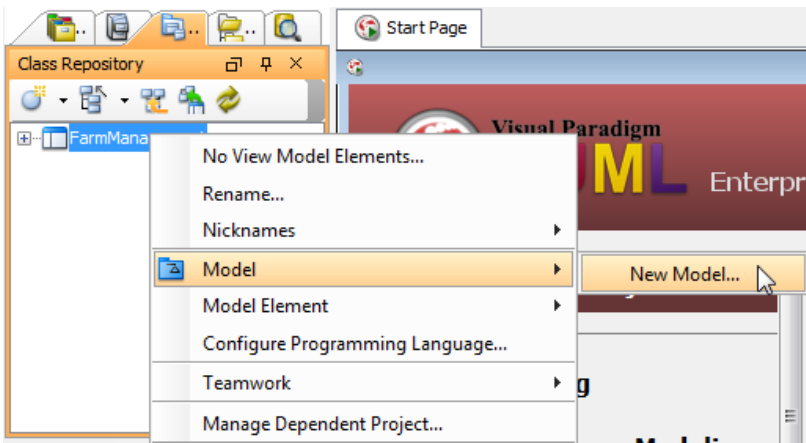 Start Page
Class Repository
FarmMana
Visual Paradigm
UML
Enterpr
No View Model Elements...
Rename...
Nicknames
Model
New Model...
Model Element
Configure Programming Language...
Teamwork
g
Manage Dependent Project...